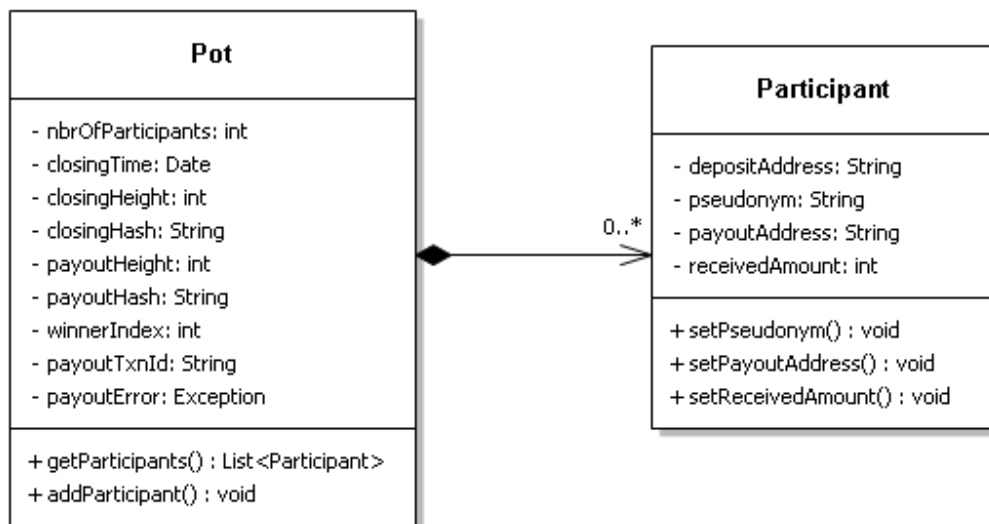 Pot
- nbrOfParticipants: int
- closingTime: Date
- closingHeight: int
- closingHash: String
- payoutHeight: int
- payoutHash: String
- winnerIndex: int
- payoutTxnId: String
- payoutError: Exception
+ getParticipants() : List<Participant>
+ addParticipant() : void
0..*
Participant
- depositAddress: String
- pseudonym: String
- payoutAddress: String
- receivedAmount: int
+ setPseudonym() : void
+ setPayoutAddress() : void
+ setReceivedAmount() : void